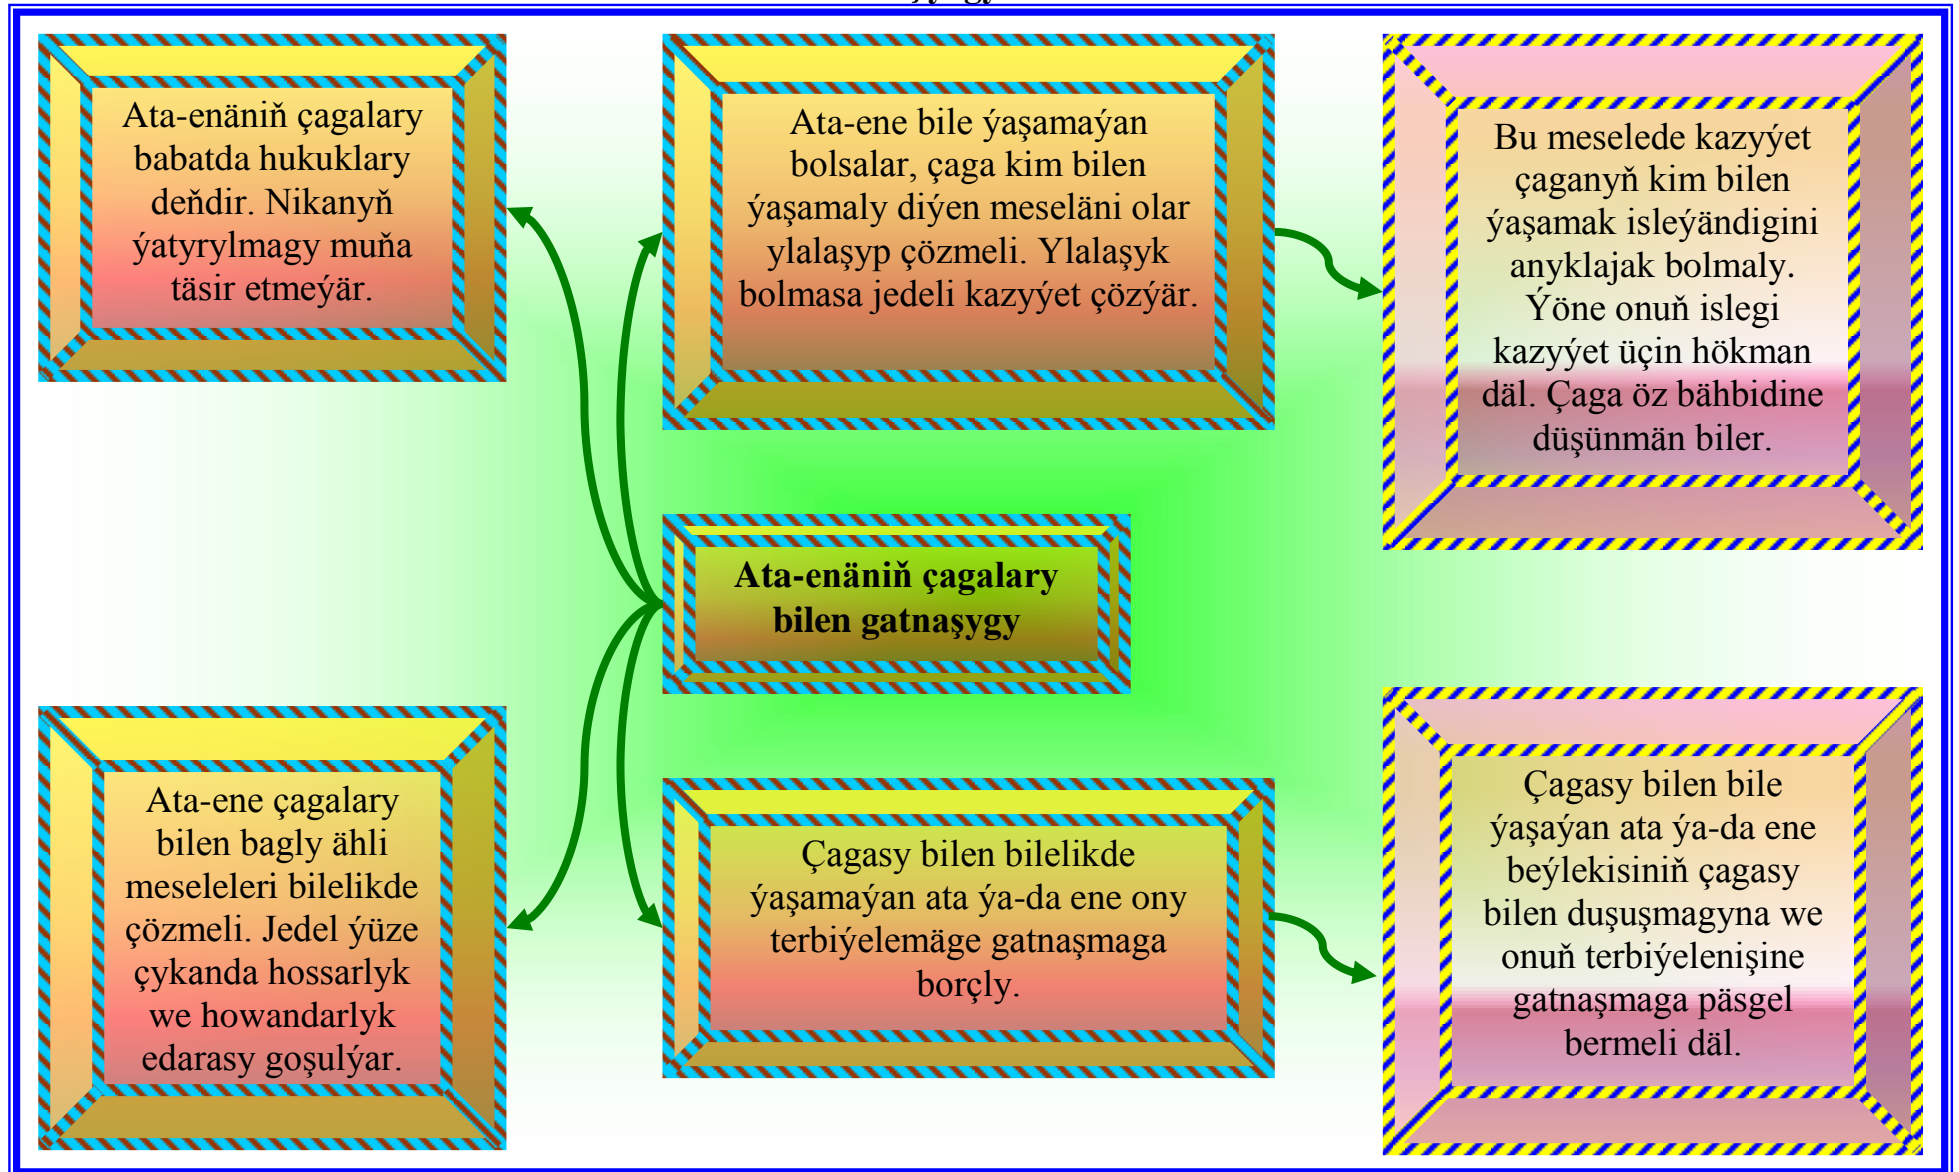 Ata-enäniň çagalary
babatda hukuklary
deňdir. Nikanyň
ýatyrylmagy muňa
täsir etmeýär.
Ata-ene bile ýaşamaýan
bolsalar, çaga kim bilen
ýaşamaly diýen meseläni olar
ylalaşyp çözmeli. Ylalaşyk
bolmasa jedeli kazyýet çözýär.
Bu meselede kazyýet
çaganyň kim bilen
ýaşamak isleýändigini
anyklajak bolmaly.
Ýöne onuň islegi
kazyýet üçin hökman
däl. Çaga öz bähbidine
düşünmän biler.
Ata-enäniň çagalary
bilen gatnaşygy
Ata-ene çagalary
bilen bagly ähli
meseleleri bilelikde
çözmeli. Jedel ýüze
çykanda hossarlyk
we howandarlyk
edarasy goşulýar.
Çagasy bilen bilelikde
ýaşamaýan ata ýa-da ene ony
terbiýelemäge gatnaşmaga
borçly.
Çagasy bilen bile
ýaşaýan ata ýa-da ene
beýlekisiniň çagasy
bilen duşuşmagyna we
onuň terbiýelenişine
gatnaşmaga päsgel
bermeli däl.